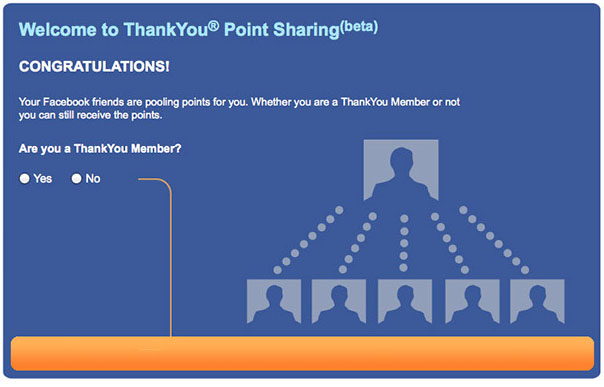 Welcome to ThankYou® Point Sharing(beta)
CONGRATULATIONS!
Your Facebook friends are pooling points for you. Whether you are a ThankYou Member or not
you can still receive the points.
Are you a ThankYou Member?
Yes No